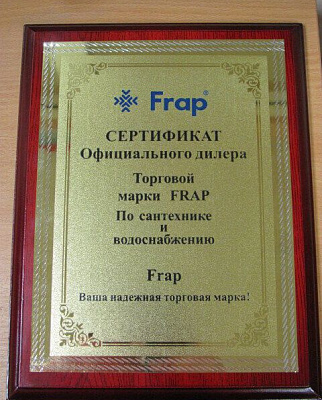 Frap®
СЕРТИФИКАТ
Официального дилера
Торговой
марки FRAP
По сантехнике
и
водоснабжению
Frap
Ваша надежная торговая марка!